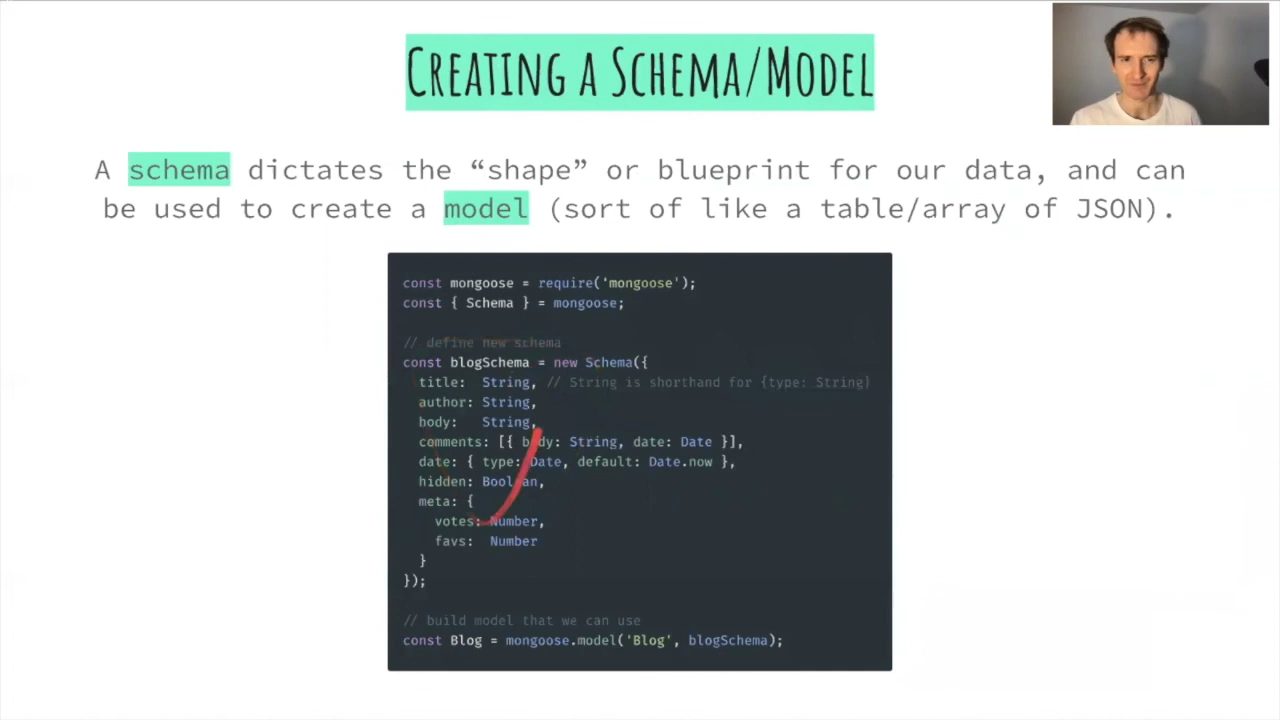 CREATING A SCHEMA/MODEL
A schema dictates the “shape” or blueprint for our data, and can
be used to create a model (sort of like a table/array of JSON).
const mongoose = require('mongoose');
const { Schema } = mongoose;
// define new schema
const blogSchema = new Schema({
title: String, // String is shorthand for {type: String}
author: String,
body: String,
comments: [{ body: String, date: Date }],
date: { type: Date, default: Date.now },
hidden: Boolean,
meta: {
votes: Number,
favs: Number
}
});
// build model that we can use
const Blog = mongoose.model('Blog', blogSchema);